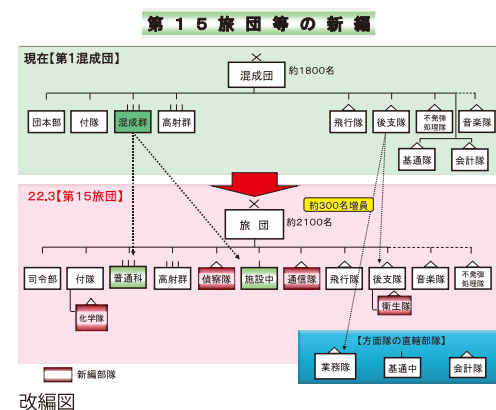 第１５旅団等の新編
現在【第1混成団】
混成団
約1800名
団本部 付隊 混成群 高射群 飛行隊 後支隊 不発弾処理隊 音楽隊
基通隊 会計隊
22.3【第15旅団】
約300名増員
旅団
約2100名
司令部 付隊 普通科 高射群 偵察隊 施設中 通信隊 飛行隊 後支隊 音楽隊 不発弾処理隊
化学隊 衛生隊
【方面隊の直轄部隊】
業務隊 基通中 会計隊
新編部隊
改編図